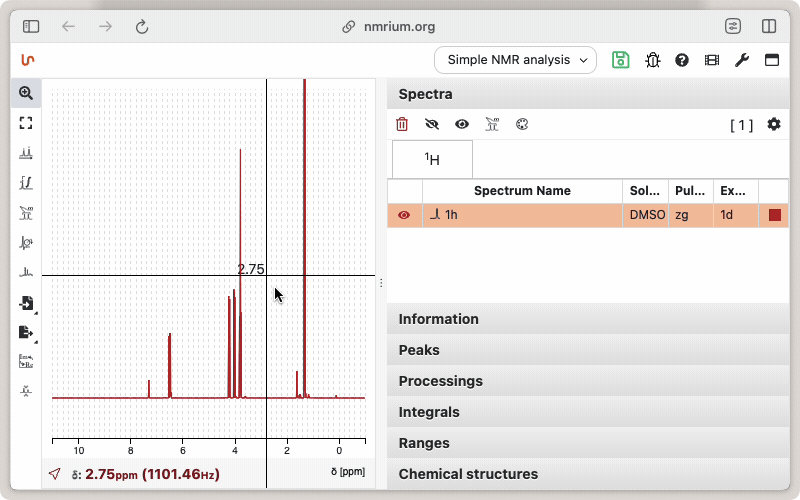 nmrium.org
Simple NMR analysis
Spectra
[ 1 ]
1H
Spectrum Name Sol... Pul... Ex...
1h DMSO zg 1d
2.75
Information
Peaks
Processings
Integrals
Ranges
Chemical structures
10 8 6 4 2 0
δ [ppm]
δ: 2.75ppm (1101.46Hz)